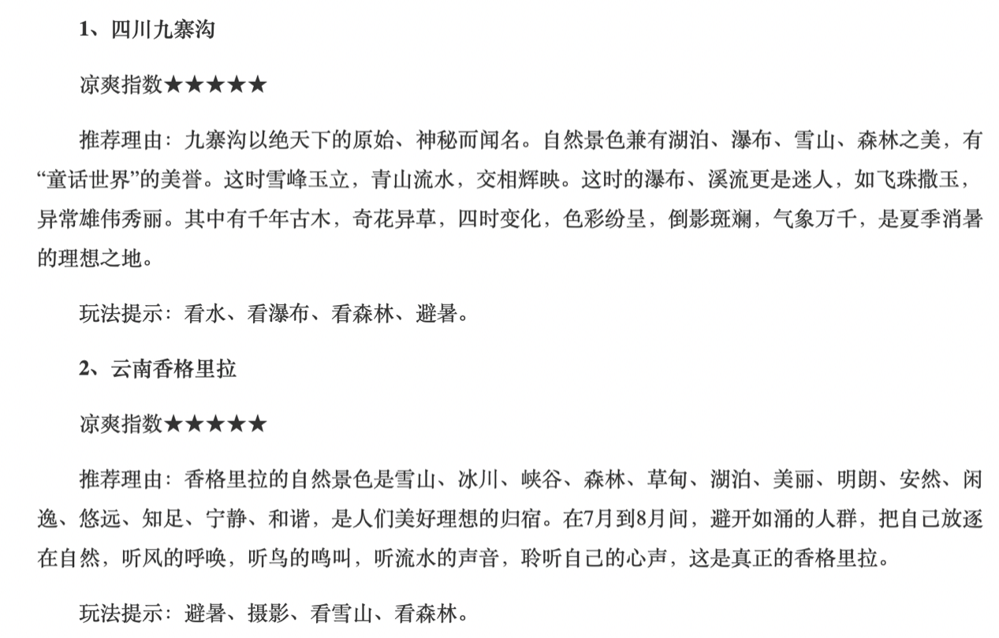 1、四川九寨沟
凉爽指数★★★★★
推荐理由：九寨沟以绝天下的原始、神秘而闻名。自然景色兼有湖泊、瀑布、雪山、森林之美，有
“童话世界”的美誉。这时雪峰玉立，青山流水，交相辉映。这时的瀑布、溪流更是迷人，如飞珠撒玉，
异常雄伟秀丽。其中有千年古木，奇花异草，四时变化，色彩纷呈，倒影斑斓，气象万千，是夏季消暑
的理想之地。
玩法提示：看水、看瀑布、看森林、避暑。
2、云南香格里拉
凉爽指数★★★★★
推荐理由：香格里拉的自然景色是雪山、冰川、峡谷、森林、草甸、湖泊、美丽、明朗、安然、闲
逸、悠远、知足、宁静、和谐，是人们美好理想的归宿。在7月到8月间，避开如涌的人群，把自己放逐
在自然，听风的呼唤，听鸟的鸣叫，听流水的声音，聆听自己的心声，这是真正的香格里拉。
玩法提示：避暑、摄影、看雪山、看森林。